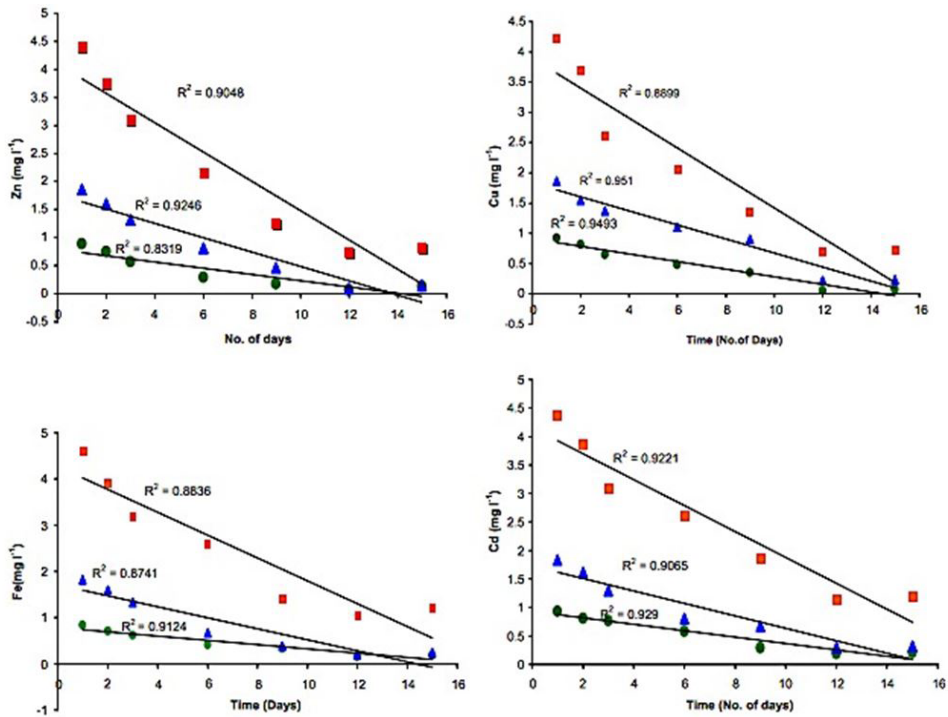 5
4.5
4
3.5
3
2.5
2
1.5
1
0.5
0
-0.5
Zn (mg l⁻¹)
R² = 0.9048
R² = 0.9246
R² = 0.8319
0 2 4 6 8 10 12 14 16
No. of days
4.5
4
3.5
3
2.5
2
1.5
1
0.5
0
-0.5
Cu (mg l⁻¹)
R² = 0.8899
R² = 0.951
R² = 0.9493
0 2 4 6 8 10 12 14 16
Time (No.of Days)
5
4
3
2
1
0
-1
Fe(mg l⁻¹)
R² = 0.8836
R² = 0.8741
R² = 0.9124
0 2 4 6 8 10 12 14 16
Time (Days)
5
4.5
4
3.5
3
2.5
2
1.5
1
0.5
0
Cd (mg l⁻¹)
R² = 0.9221
R² = 0.9065
R² = 0.929
0 2 4 6 8 10 12 14 16
Time (No. of days)